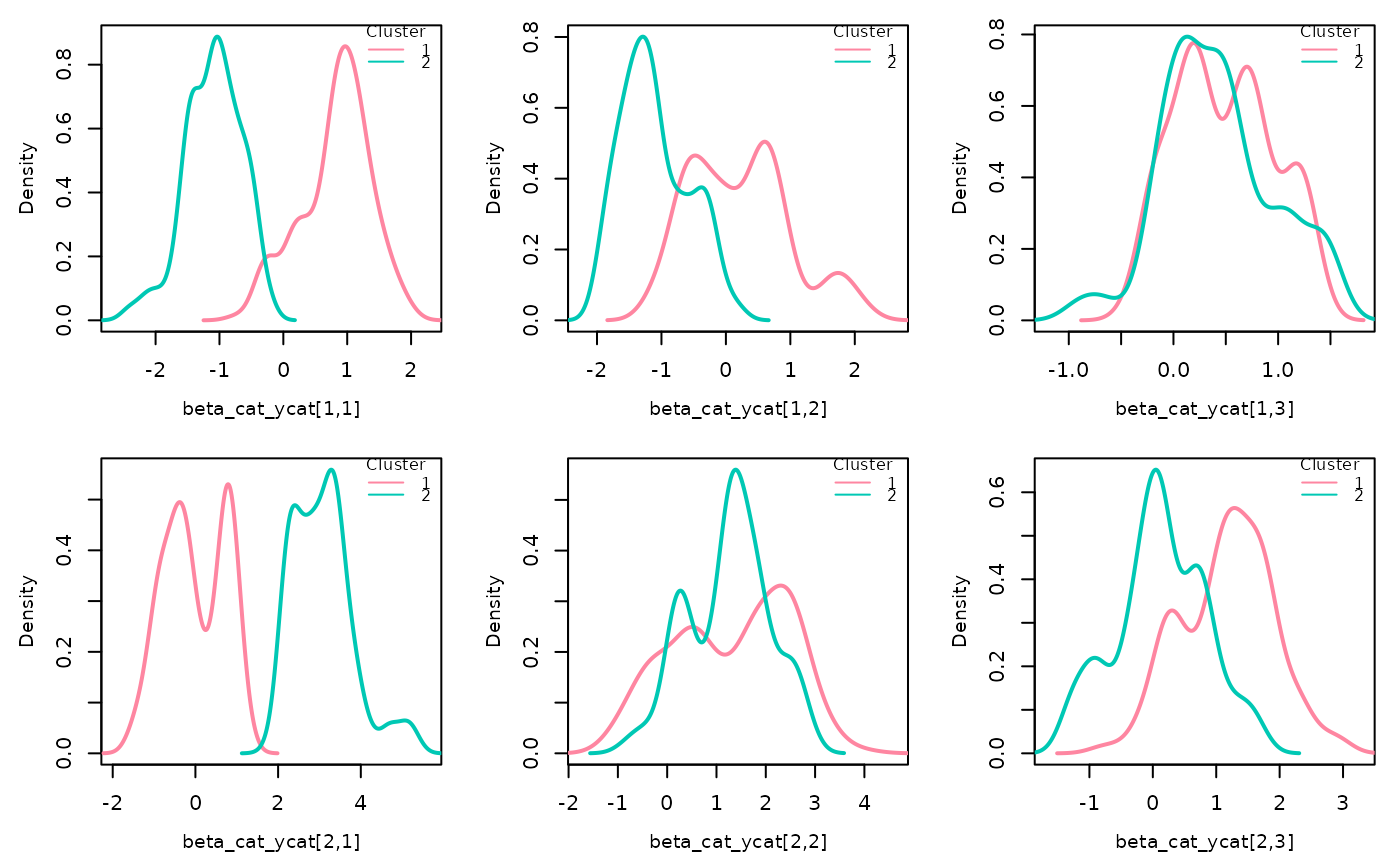 Cluster
1
2
Density
0.0 0.2 0.4 0.6 0.8
-2 -1 0 1 2
beta_cat_ycat[1,1]
Cluster
1
2
Density
0.0 0.2 0.4 0.6 0.8
-2 -1 0 1 2
beta_cat_ycat[1,2]
Cluster
1
2
Density
0.0 0.2 0.4 0.6 0.8
-1.0 0.0 1.0
beta_cat_ycat[1,3]
Cluster
1
2
Density
0.0 0.2 0.4
-2 0 2 4
beta_cat_ycat[2,1]
Cluster
1
2
Density
0.0 0.2 0.4
-2 -1 0 1 2 3 4
beta_cat_ycat[2,2]
Cluster
1
2
Density
0.0 0.2 0.4 0.6
-1 0 1 2 3
beta_cat_ycat[2,3]